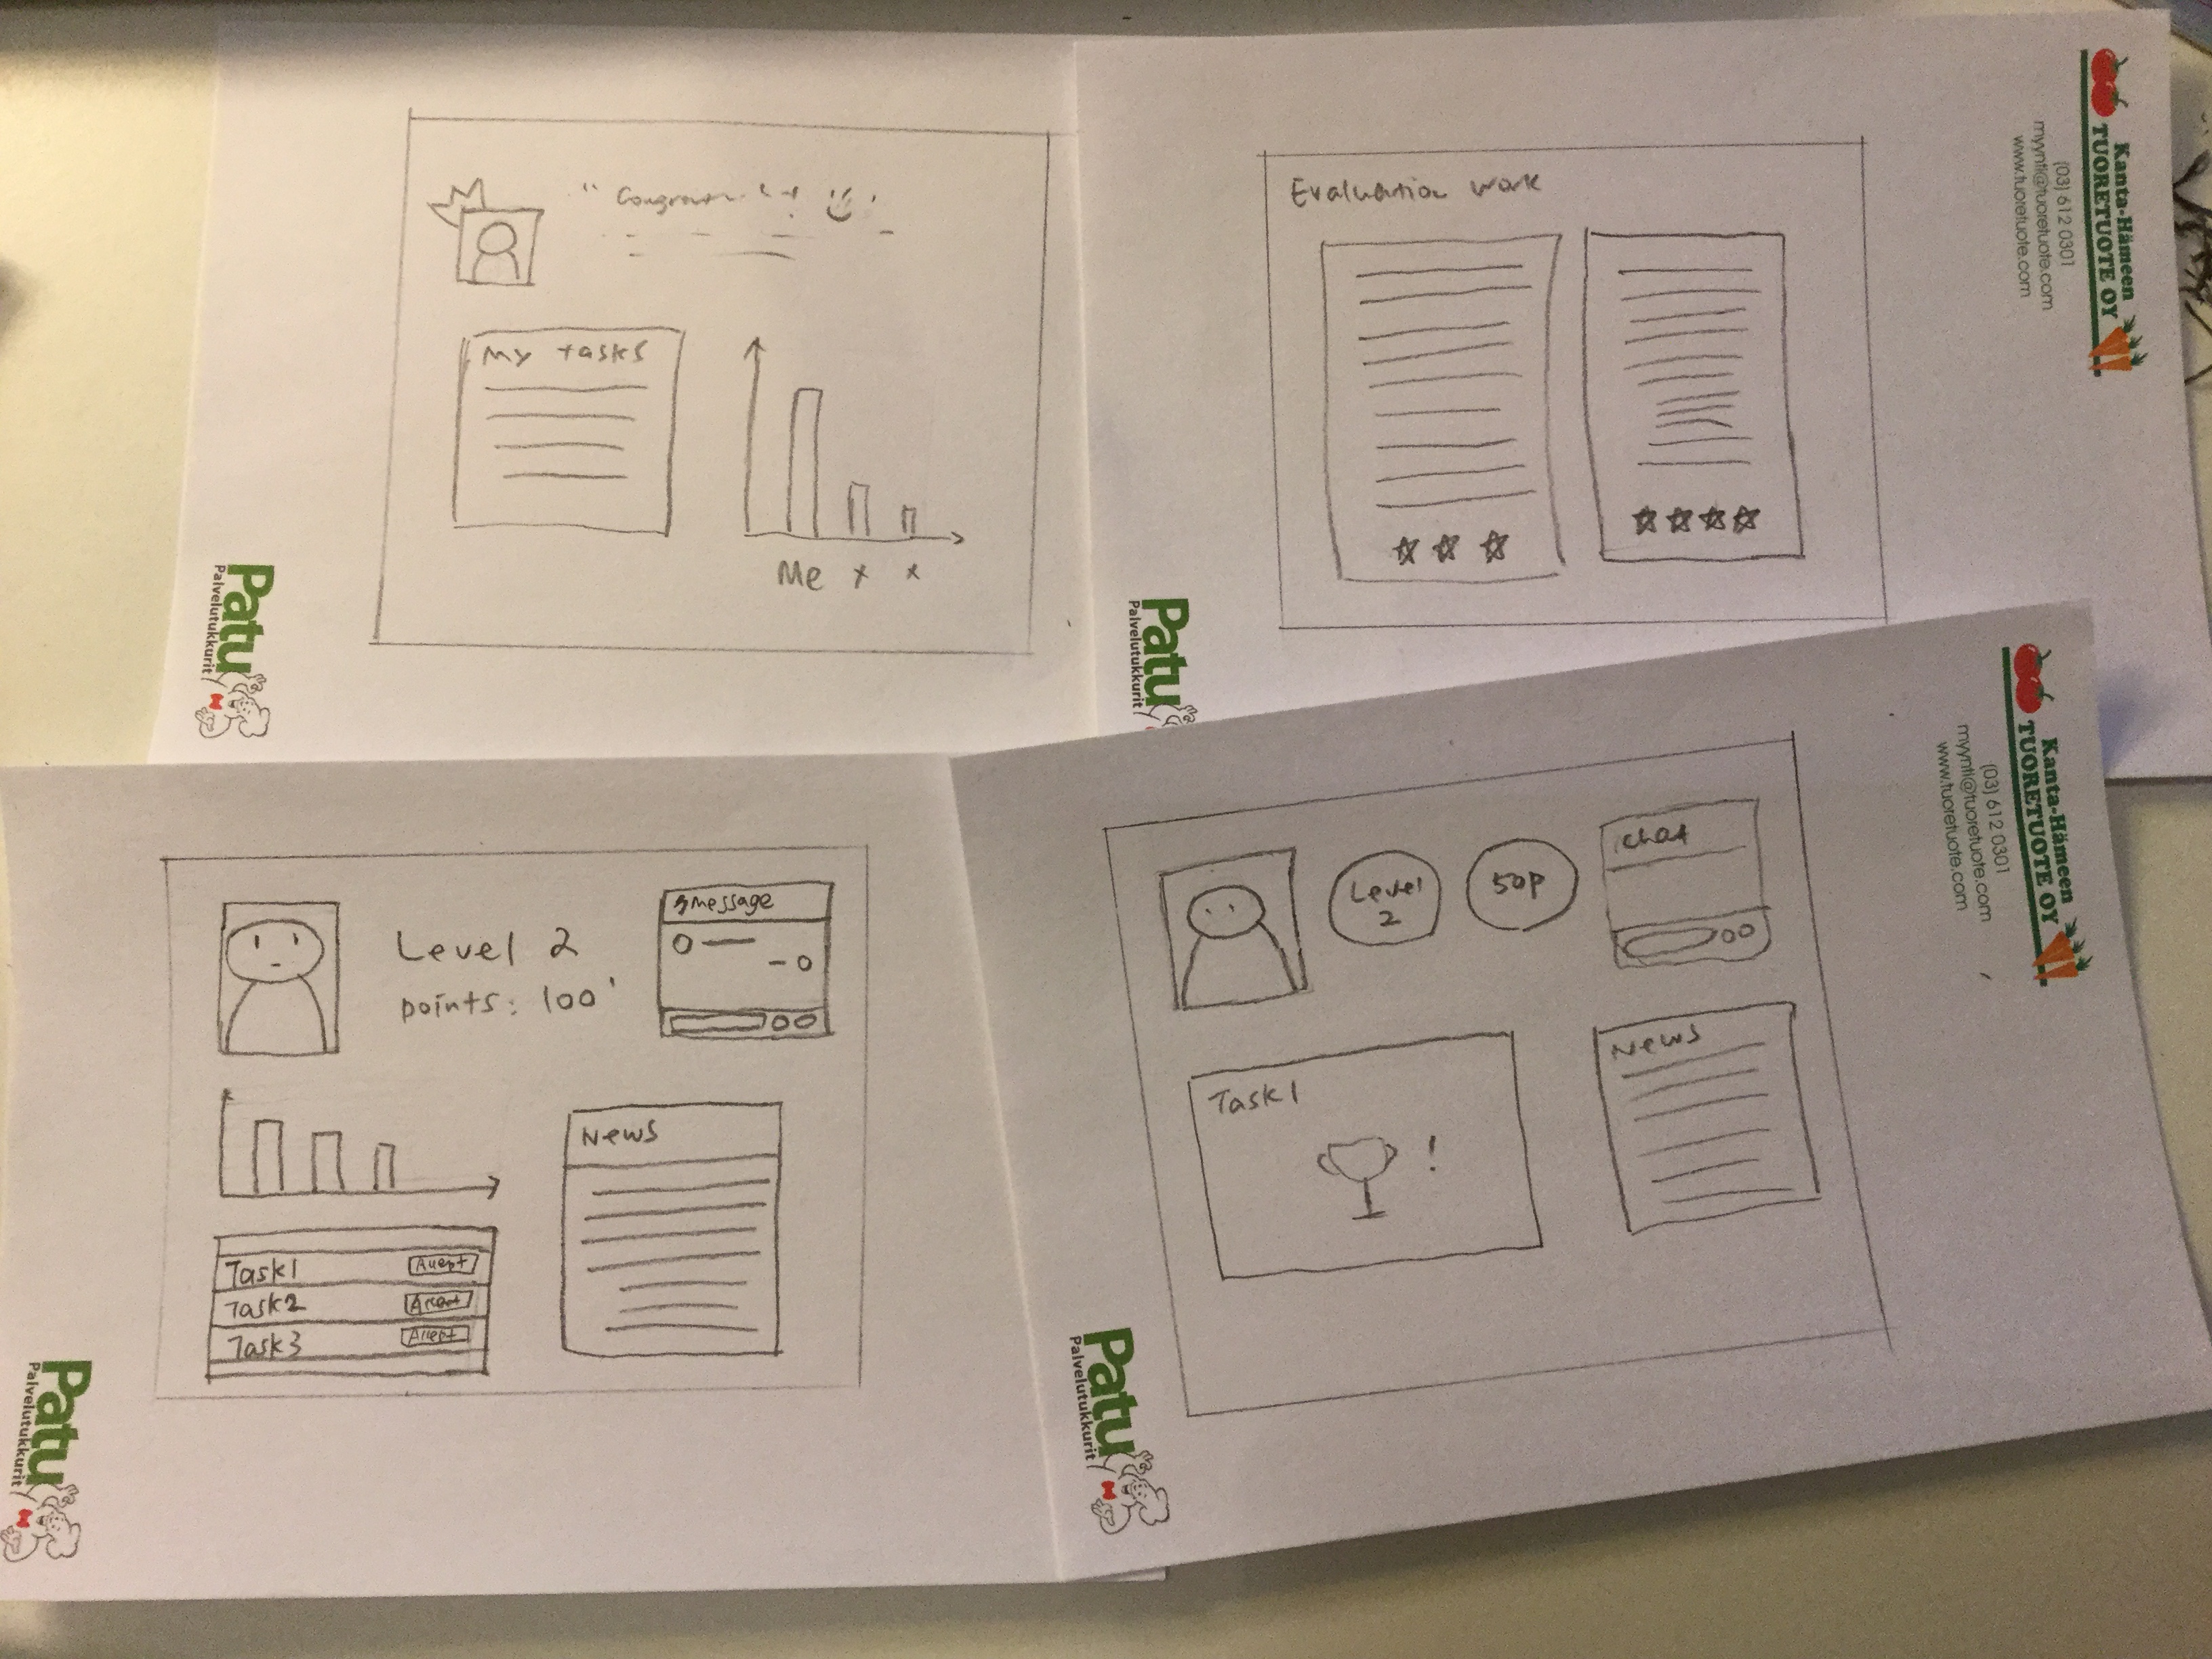 " Congra
My tasks
Me x x
Patu
Palvelutukkurit
Evaluation work
Kanta-Hämeen
TUORETUOTE OY
(03) 612 0301
myynti@tuoretuote.com
www.tuoretuote.com
Patu
Palvelutukkurit
Level 2
points: 100
message
News
Task1 Accept
Task2 Accept
Task3 Accept
Patu
Palvelutukkurit
Level
2
50p
chat
Task1
!
News
Kanta-Hämeen
TUORETUOTE OY
(03) 612 0301
myynti@tuoretuote.com
www.tuoretuote.com
Patu
Palvelutukkurit